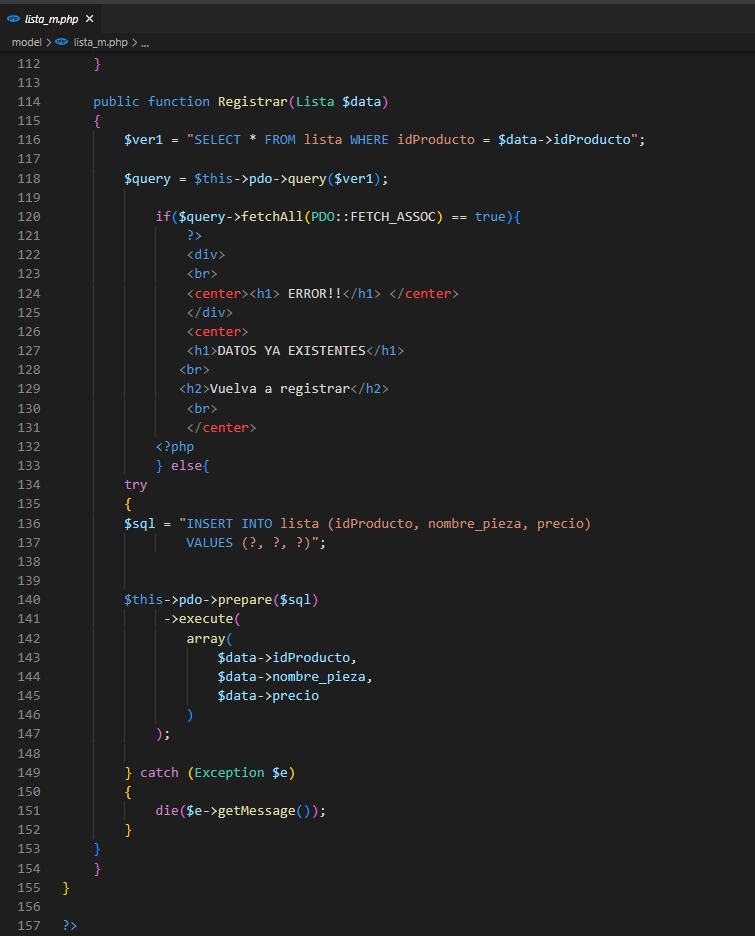 lista_m.php ×
model > lista_m.php > ...
112 }
113
114 public function Registrar(Lista $data)
115 {
116 $ver1 = "SELECT * FROM lista WHERE idProducto = $data->idProducto";
117
118 $query = $this->pdo->query($ver1);
119
120 if($query->fetchAll(PDO::FETCH_ASSOC) == true){
121 ?>
122 <div>
123 <br>
124 <center><h1> ERROR!!</h1> </center>
125 </div>
126 <center>
127 <h1>DATOS YA EXISTENTES</h1>
128 <br>
129 <h2>Vuelva a registrar</h2>
130 <br>
131 </center>
132 <?php
133 } else{
134 try
135 {
136 $sql = "INSERT INTO lista (idProducto, nombre_pieza, precio)
137 VALUES (?, ?, ?)";
138
139
140 $this->pdo->prepare($sql)
141 ->execute(
142 array(
143 $data->idProducto,
144 $data->nombre_pieza,
145 $data->precio
146 )
147 );
148
149 } catch (Exception $e)
150 {
151 die($e->getMessage());
152 }
153 }
154 }
155 }
156
157 ?>